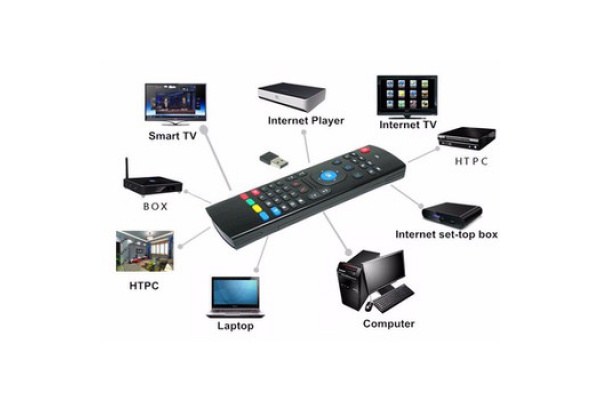 Smart TV
Internet Player
Internet TV
HTPC
BOX
Internet set-top box
HTPC
Laptop
Computer